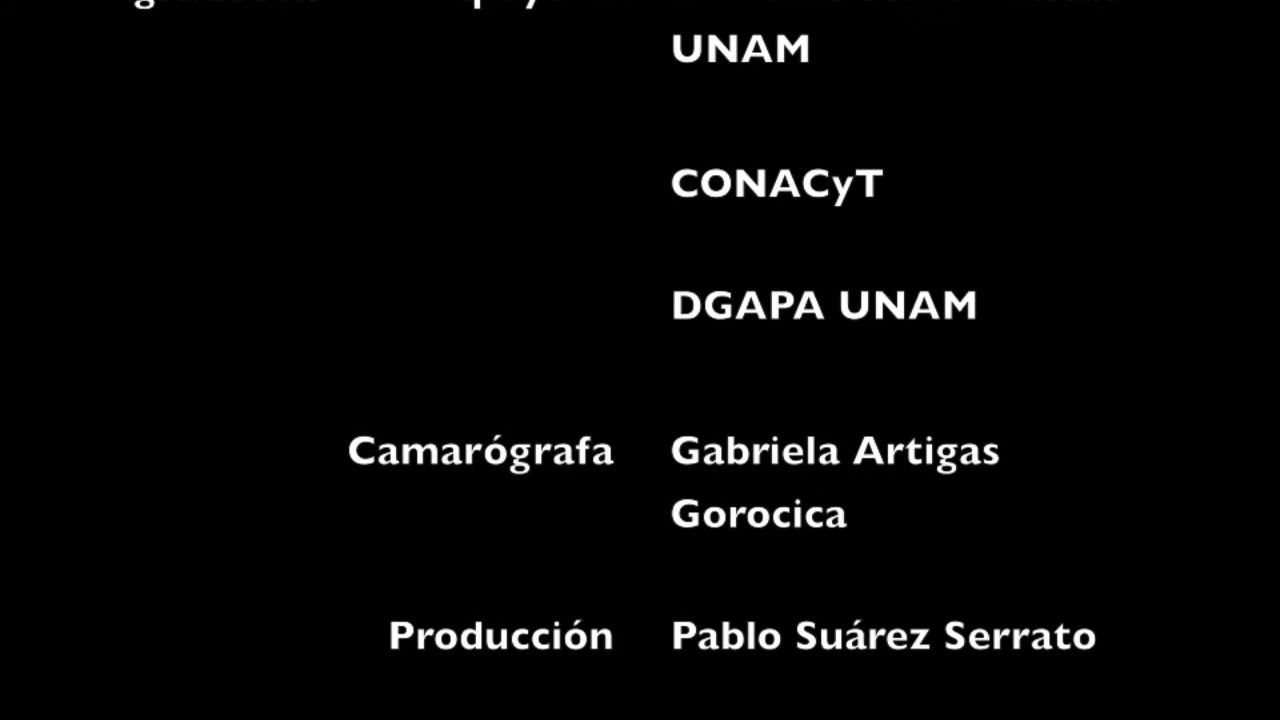 UNAM
CONACyT
DGAPA UNAM
Camarógrafa Gabriela Artigas
Gorocica
Producción Pablo Suárez Serrato